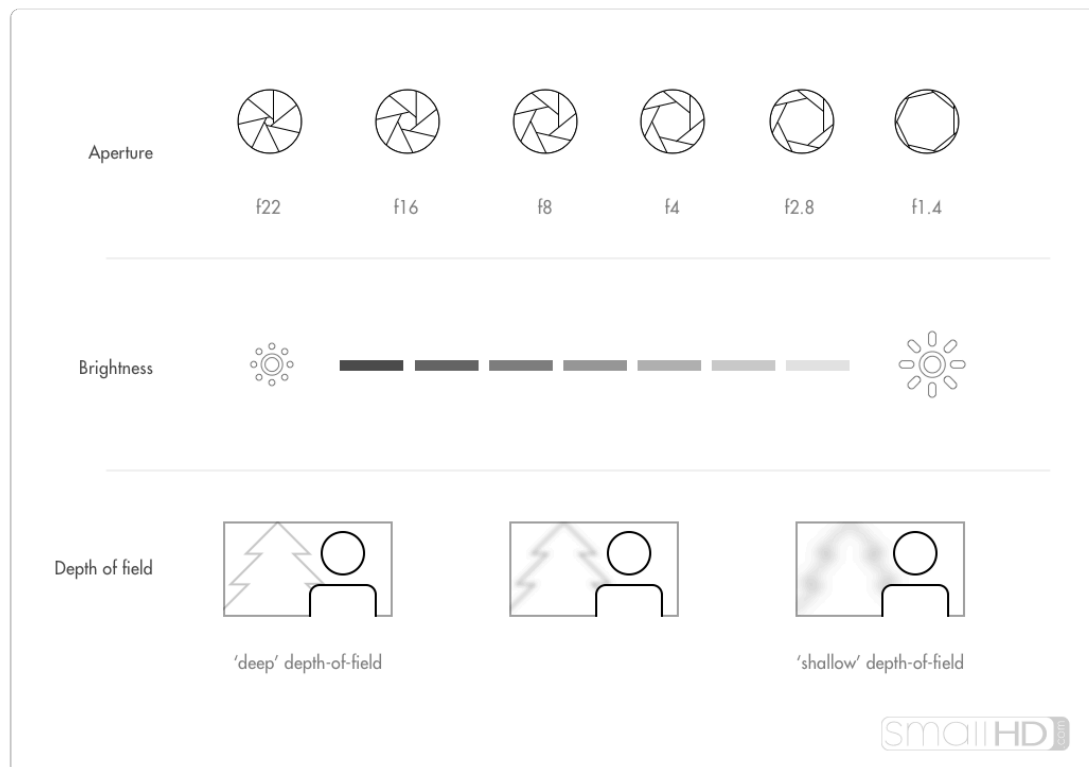 Aperture
f22
f16
f8
f4
f2.8
f1.4
Brightness
Depth of field
‘deep’ depth-of-field
‘shallow’ depth-of-field
smallHD.com